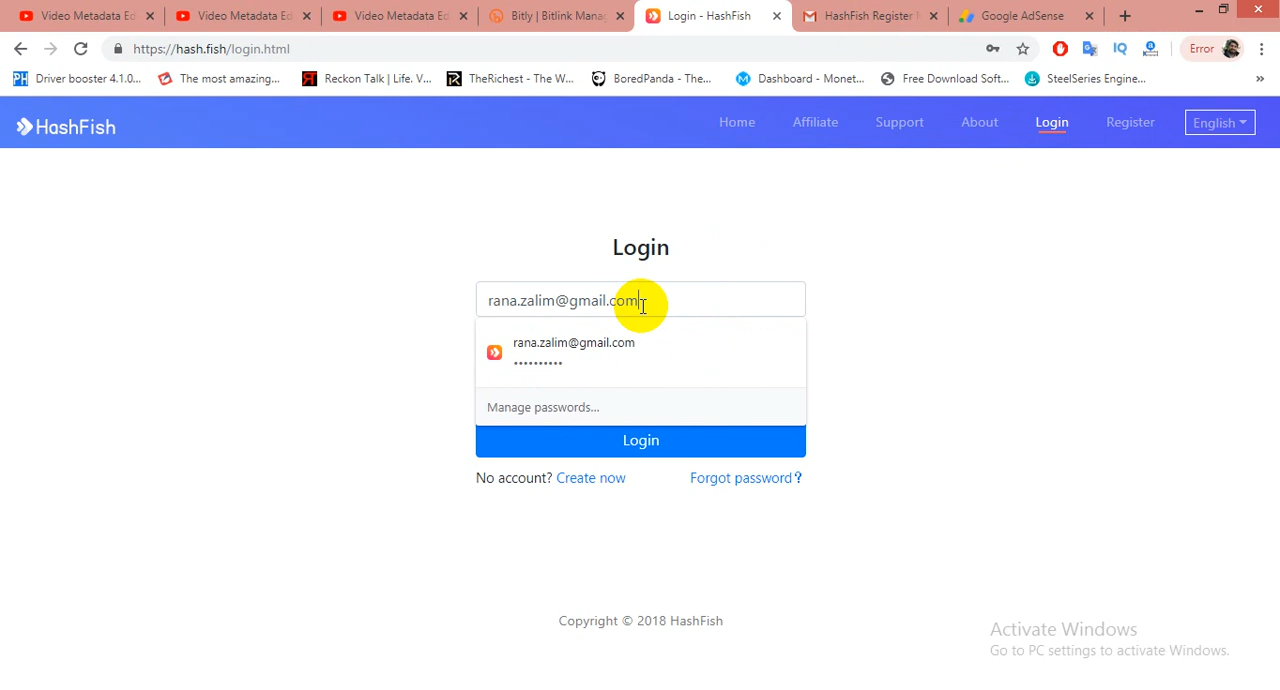 Video Metadata Ed
Video Metadata Ed
Video Metadata Ed
Bitly | Bitlink Mana
Login - HashFish
HashFish Register
Google AdSense
https://hash.fish/login.html
Error
Driver booster 4.1.0...
The most amazing...
Reckon Talk | Life. V...
TheRichest - The W...
BoredPanda - The...
Dashboard - Monet...
Free Download Soft...
SteelSeries Engine...
HashFish
Home
Affiliate
Support
About
Login
Register
English
Login
rana.zalim@gmail.com
rana.zalim@gmail.com
••••••••••
Manage passwords...
Login
No account? Create now
Forgot password?
Copyright © 2018 HashFish
Activate Windows
Go to PC settings to activate Windows.